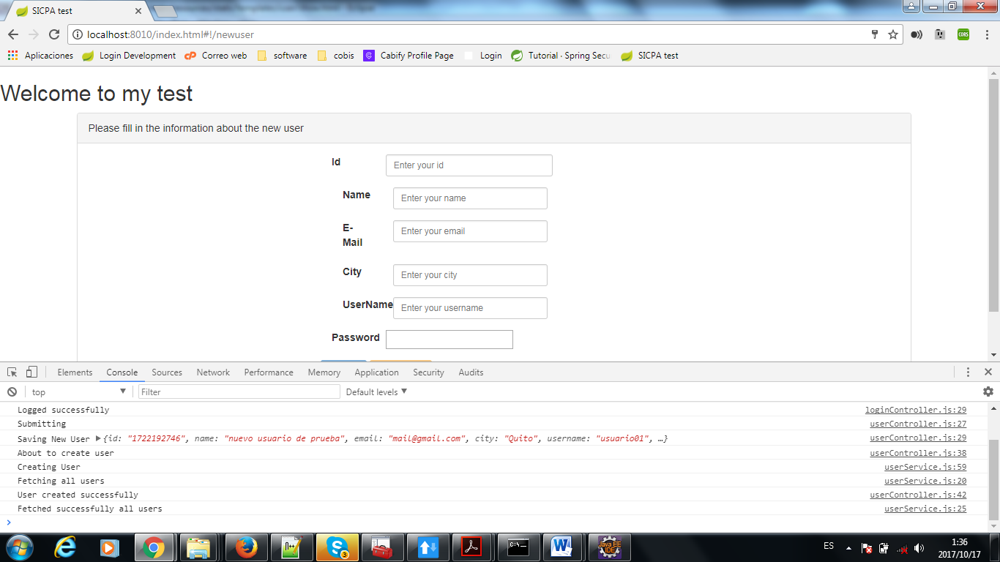 SICPA test
localhost:8010/index.html#!/newuser
CORS
Aplicaciones Login Development Correo web software cobis Cabify Profile Page Login Tutorial · Spring Secu SICPA test
Welcome to my test
Please fill in the information about the new user
Id Enter your id
Name Enter your name
E-
Mail Enter your email
City Enter your city
UserName Enter your username
Password
Elements Console Sources Network Performance Memory Application Security Audits
top Filter Default levels
Logged successfully loginController.js:29
Submitting userController.js:27
Saving New User {id: "1722192746", name: "nuevo usuario de prueba", email: "mail@gmail.com", city: "Quito", username: "usuario01", …} userController.js:29
About to create user userController.js:38
Creating User userService.js:59
Fetching all users userService.js:20
User created successfully userController.js:42
Fetched successfully all users userService.js:25
ES 1:36
2017/10/17